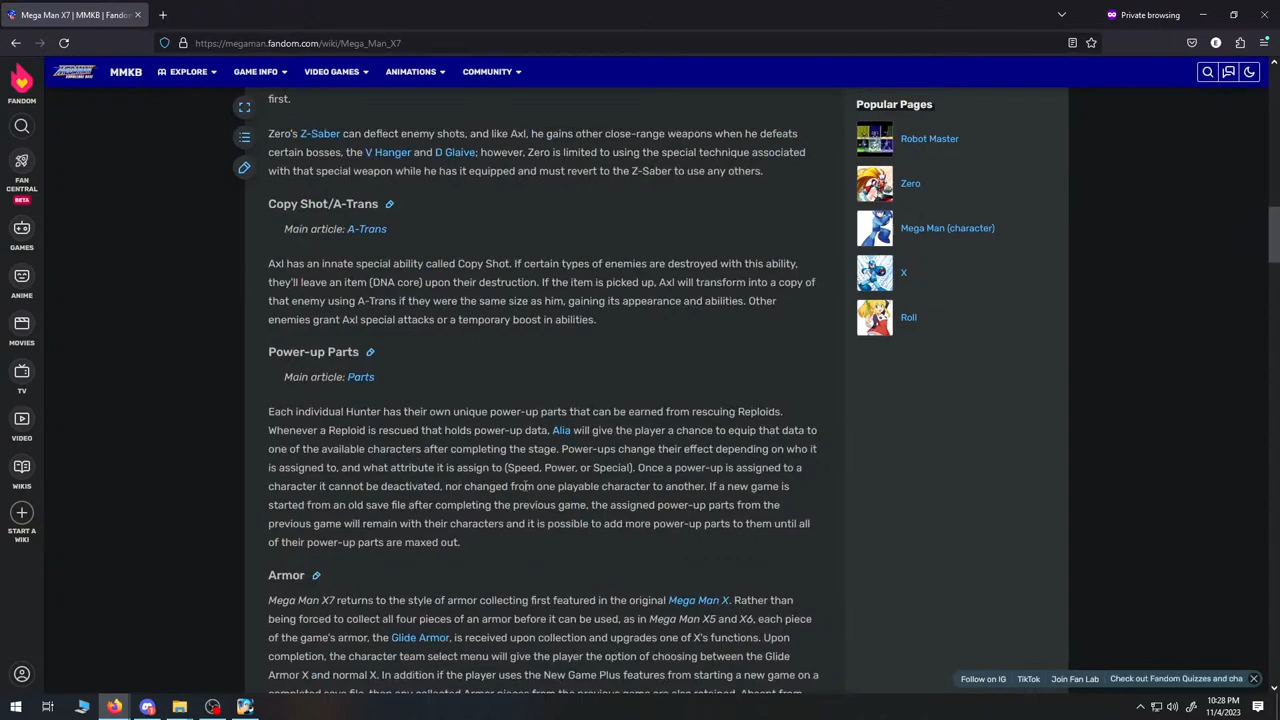 Mega Man X7 | MMKB | Fandom
Private browsing
https://megaman.fandom.com/wiki/Mega_Man_X7
FANDOM
FAN CENTRAL
BETA
GAMES
ANIME
MOVIES
TV
VIDEO
WIKIS
START A WIKI
MMKB EXPLORE GAME INFO VIDEO GAMES ANIMATIONS COMMUNITY
first.
Zero's Z-Saber can deflect enemy shots, and like Axl, he gains other close-range weapons when he defeats
certain bosses, the V Hanger and D Glaive; however, Zero is limited to using the special technique associated
with that special weapon while he has it equipped and must revert to the Z-Saber to use any others.
Copy Shot/A-Trans
Main article: A-Trans
Axl has an innate special ability called Copy Shot. If certain types of enemies are destroyed with this ability,
they'll leave an item (DNA core) upon their destruction. If the item is picked up, Axl will transform into a copy of
that enemy using A-Trans if they were the same size as him, gaining its appearance and abilities. Other
enemies grant Axl special attacks or a temporary boost in abilities.
Power-up Parts
Main article: Parts
Each individual Hunter has their own unique power-up parts that can be earned from rescuing Reploids.
Whenever a Reploid is rescued that holds power-up data, Alia will give the player a chance to equip that data to
one of the available characters after completing the stage. Power-ups change their effect depending on who it
is assigned to, and what attribute it is assign to (Speed, Power, or Special). Once a power-up is assigned to a
character it cannot be deactivated, nor changed from one playable character to another. If a new game is
started from an old save file after completing the previous game, the assigned power-up parts from the
previous game will remain with their characters and it is possible to add more power-up parts to them until all
of their power-up parts are maxed out.
Armor
Mega Man X7 returns to the style of armor collecting first featured in the original Mega Man X. Rather than
being forced to collect all four pieces of an armor before it can be used, as in Mega Man X5 and X6, each piece
of the game's armor, the Glide Armor, is received upon collection and upgrades one of X's functions. Upon
completion, the character team select menu will give the player the option of choosing between the Glide
Armor X and normal X. In addition if the player uses the New Game Plus features from starting a new game on a
completed save file, then any collected Armor pieces from the previous game are also retained. Absent from
Popular Pages
Robot Master
Zero
Mega Man (character)
X
Roll
Follow on IG TikTok Join Fan Lab Check out Fandom Quizzes and cha
10:28 PM
11/4/2023